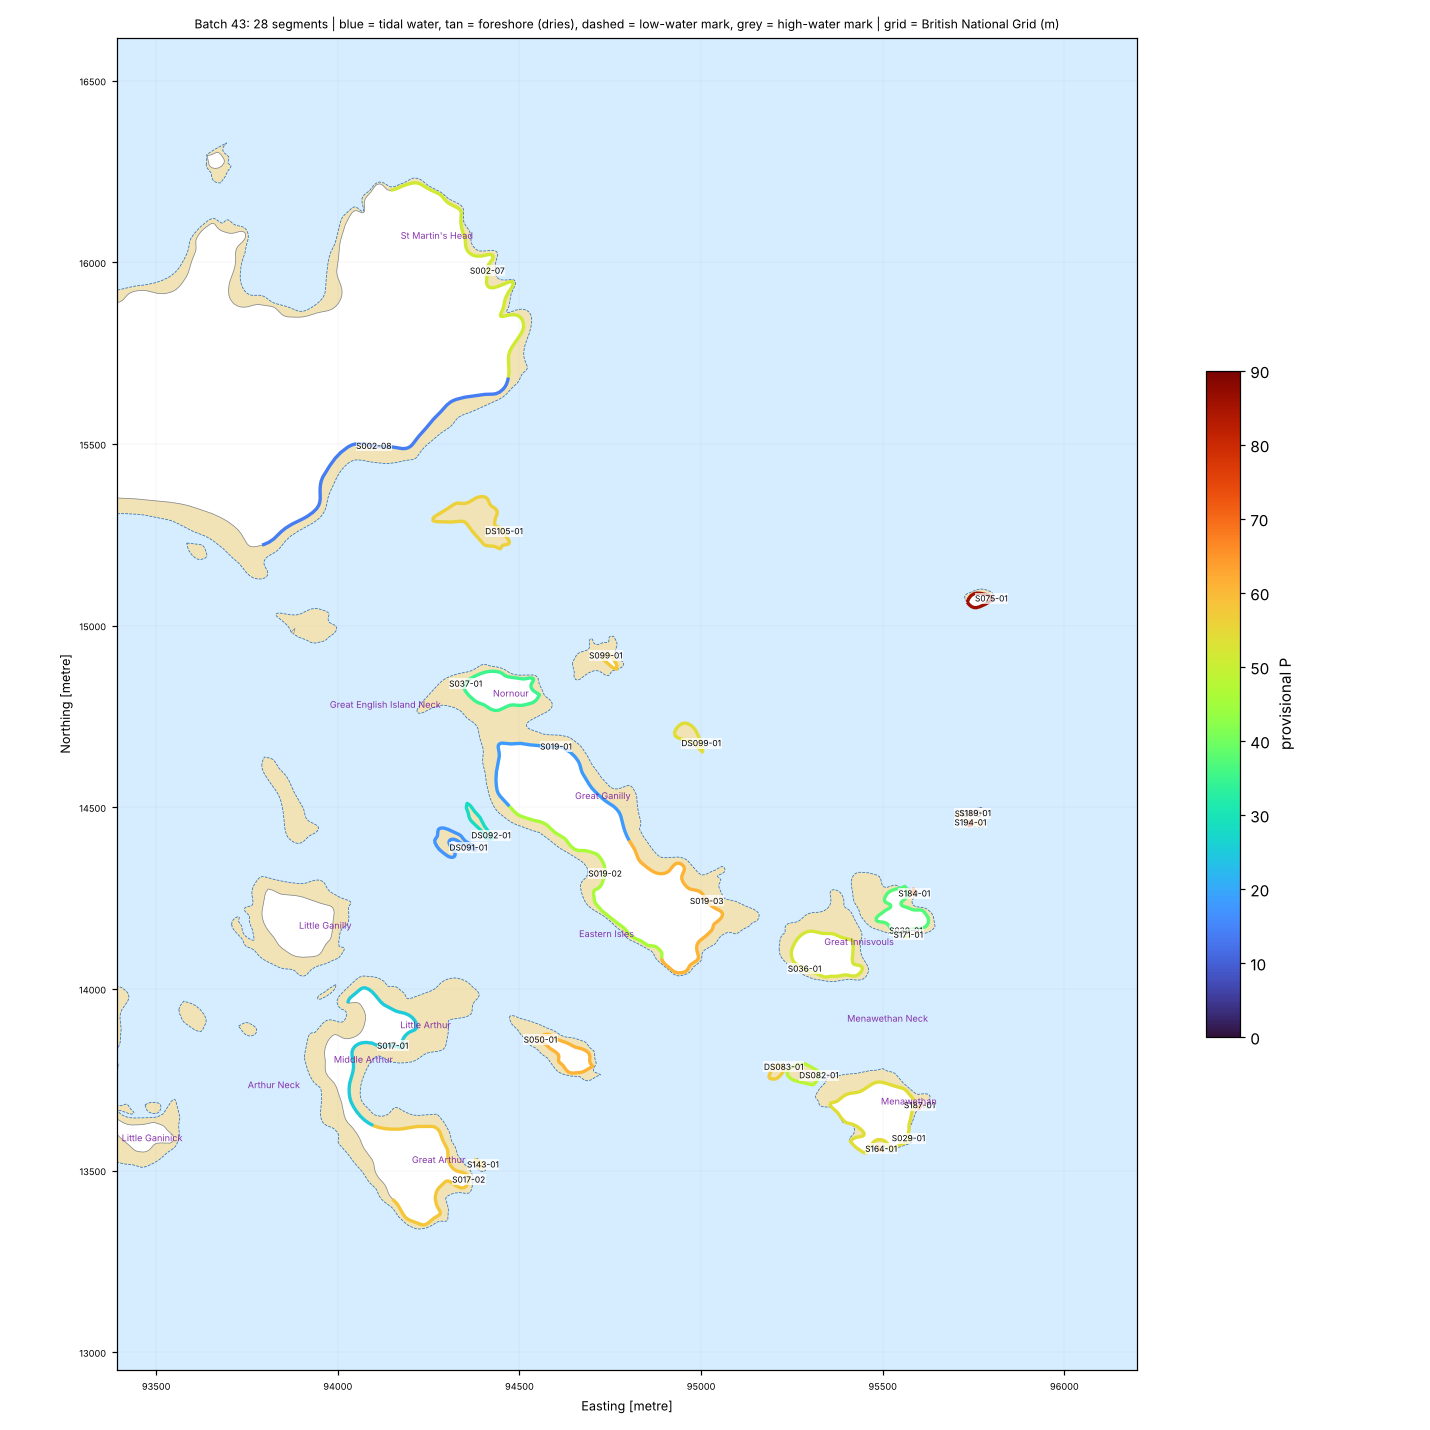 Batch 43: 28 segments | blue = tidal water, tan = foreshore (dries), dashed = low-water mark, grey = high-water mark | grid = British National Grid (m)
16500
16000
15500
15000
14500
14000
13500
13000
Northing [metre]
93500
94000
94500
95000
95500
96000
Easting [metre]
St Martin's Head
S002-07
S002-08
DS105-01
S075-01
S099-01
S037-01
Nornour
Great English Island Neck
DS099-01
S019-01
Great Ganilly
S189-01
S194-01
DS092-01
DS091-01
S019-02
S184-01
S019-03
Little Ganilly
Eastern Isles
S171-01
Great Innisvouls
S036-01
Little Arthur
Menawethan Neck
S050-01
S017-01
Middle Arthur
DS083-01
DS082-01
Arthur Neck
Menawethan
S187-01
Little Ganinick
S029-01
S164-01
Great Arthur
S143-01
S017-02
90
80
70
60
50
40
30
20
10
0
provisional P